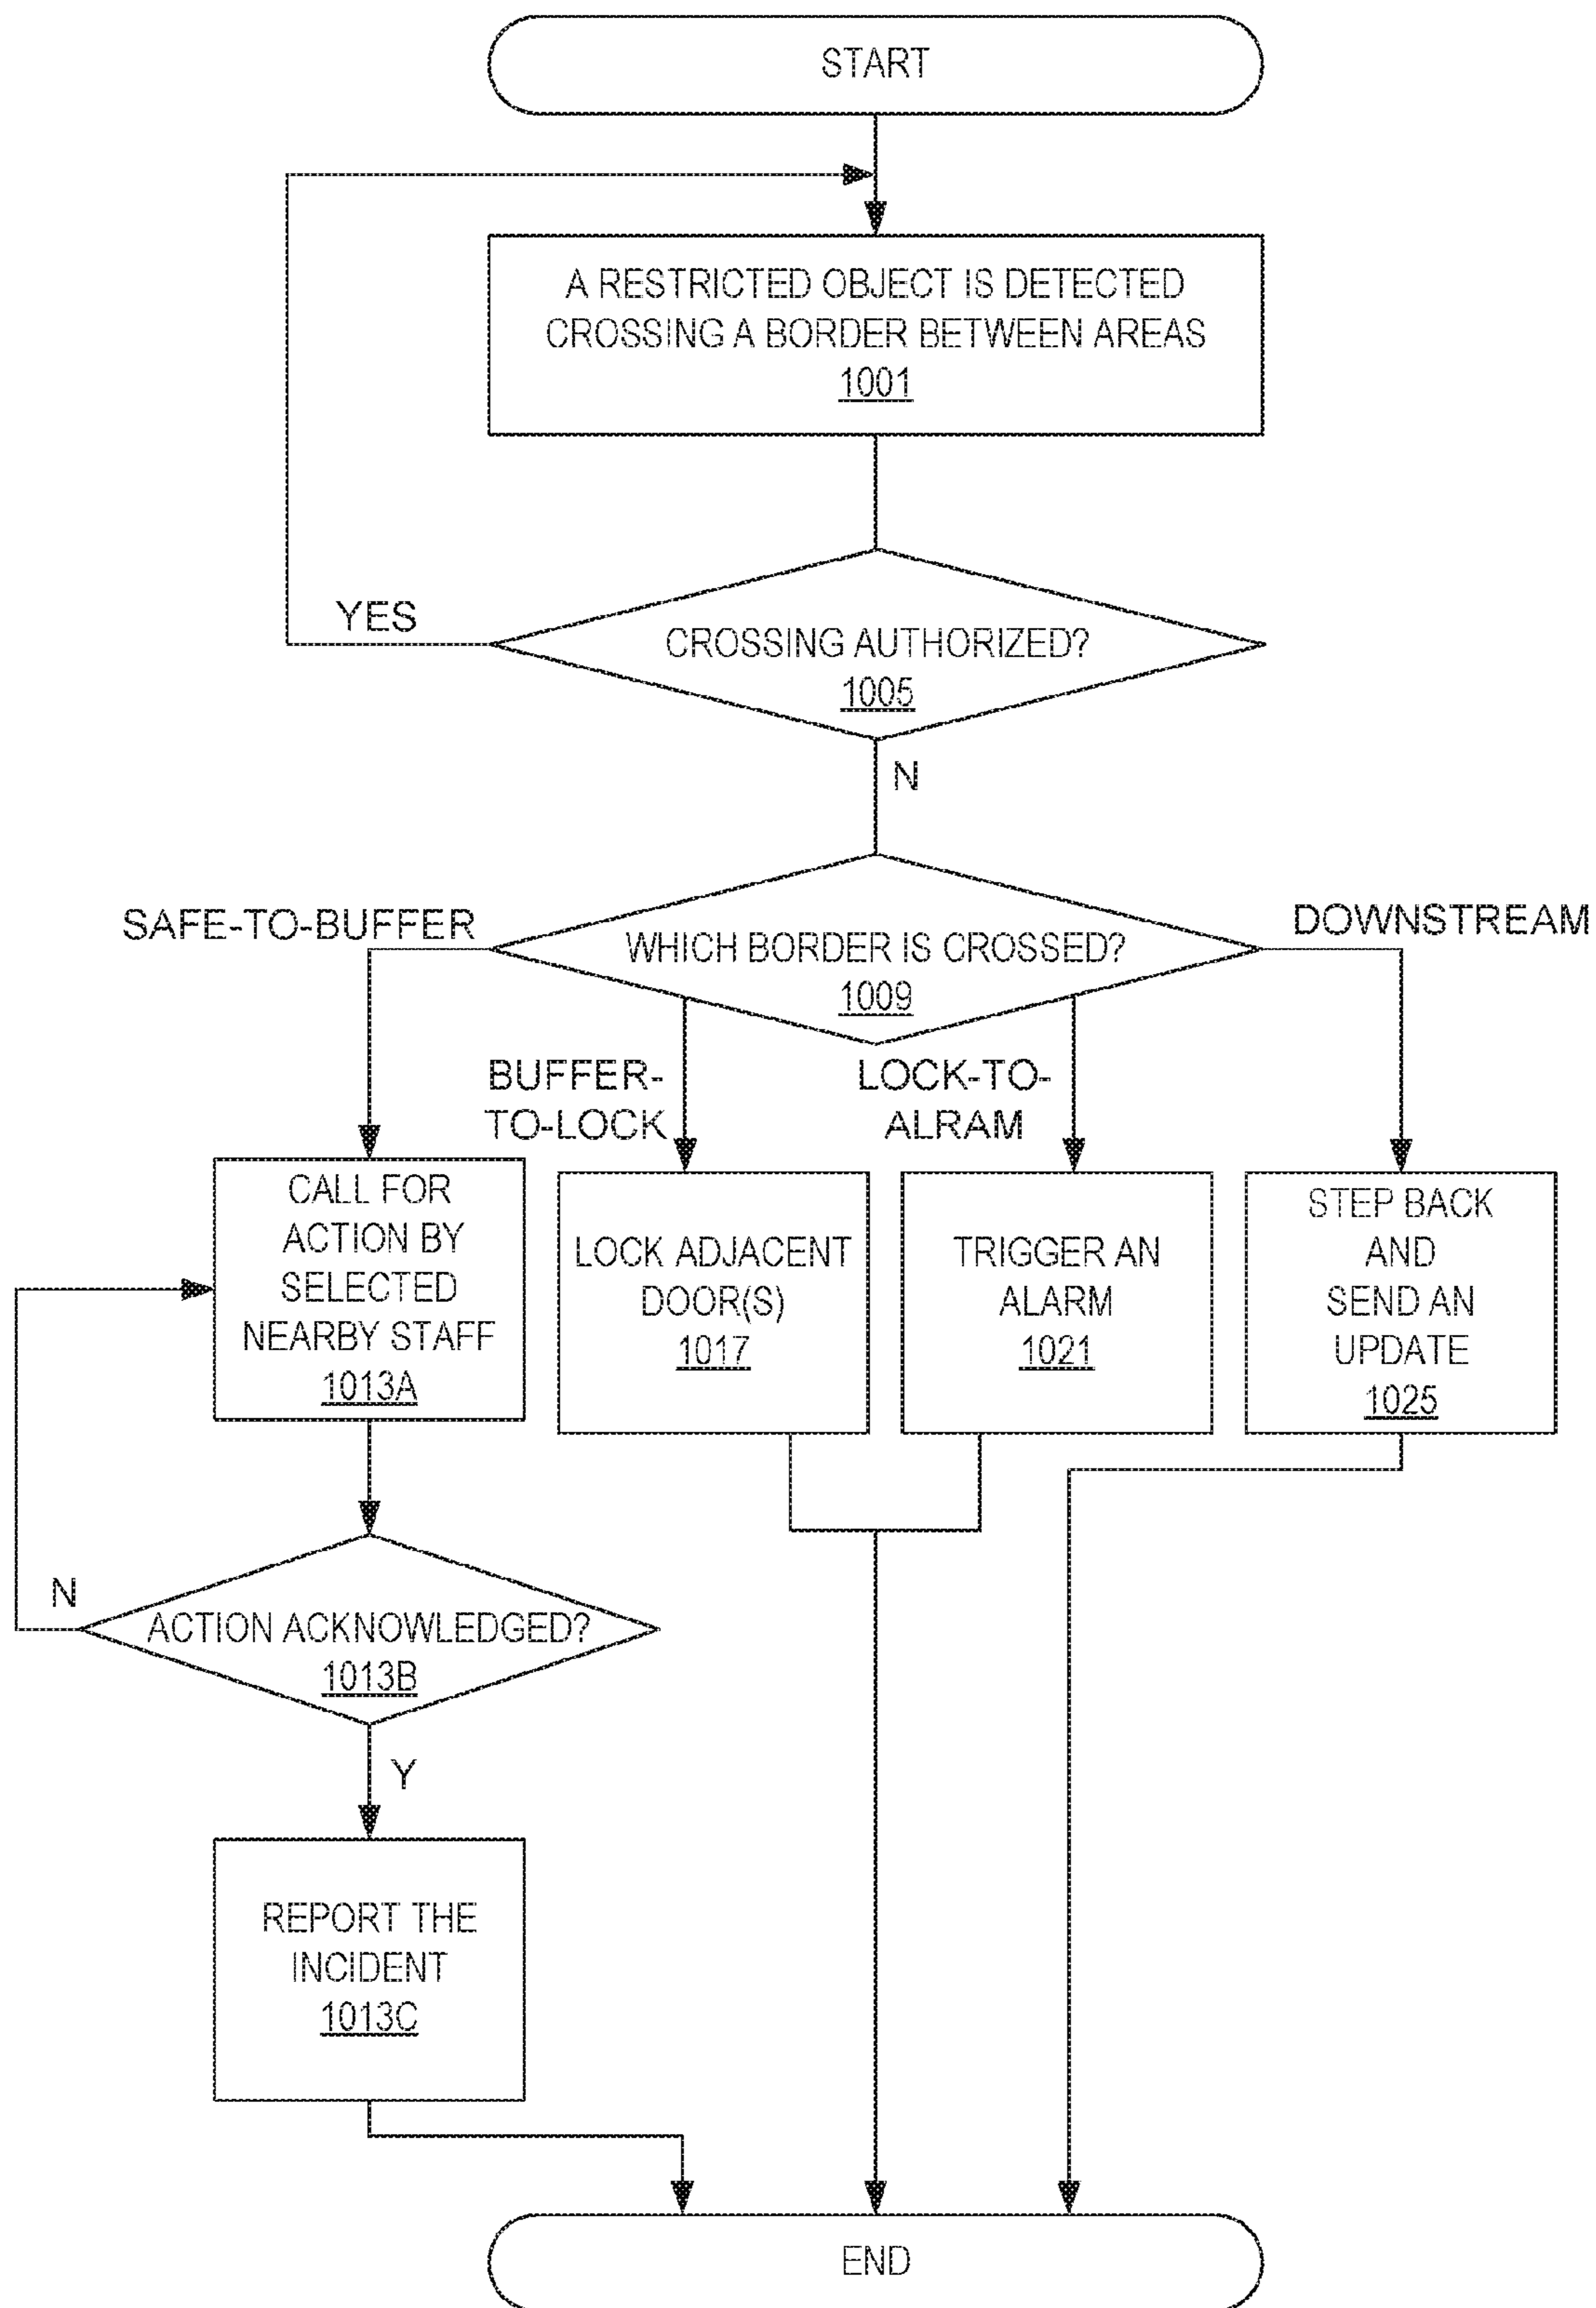 START
A RESTRICTED OBJECT IS DETECTED
CROSSING A BORDER BETWEEN AREAS
1001
YES
CROSSING AUTHORIZED?
1005
N
SAFE-TO-BUFFER
DOWNSTREAM
WHICH BORDER IS CROSSED?
1009
BUFFER-
TO-LOCK
LOCK-TO-
ALRAM
CALL FOR
ACTION BY
SELECTED
NEARBY STAFF
1013A
LOCK ADJACENT
DOOR(S)
1017
TRIGGER AN
ALARM
1021
STEP BACK
AND
SEND AN
UPDATE
1025
N
ACTION ACKNOWLEDGED?
1013B
Y
REPORT THE
INCIDENT
1013C
END